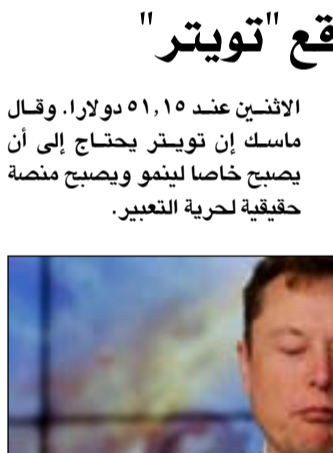 قع "تويتر"
الاثنين عند ٥١,١٥ دولارا. وقال
ماسك إن تويتر يحتاج إلى أن
يصبح خاصا لينمو ويصبح منصة
حقيقية لحرية التعبير.